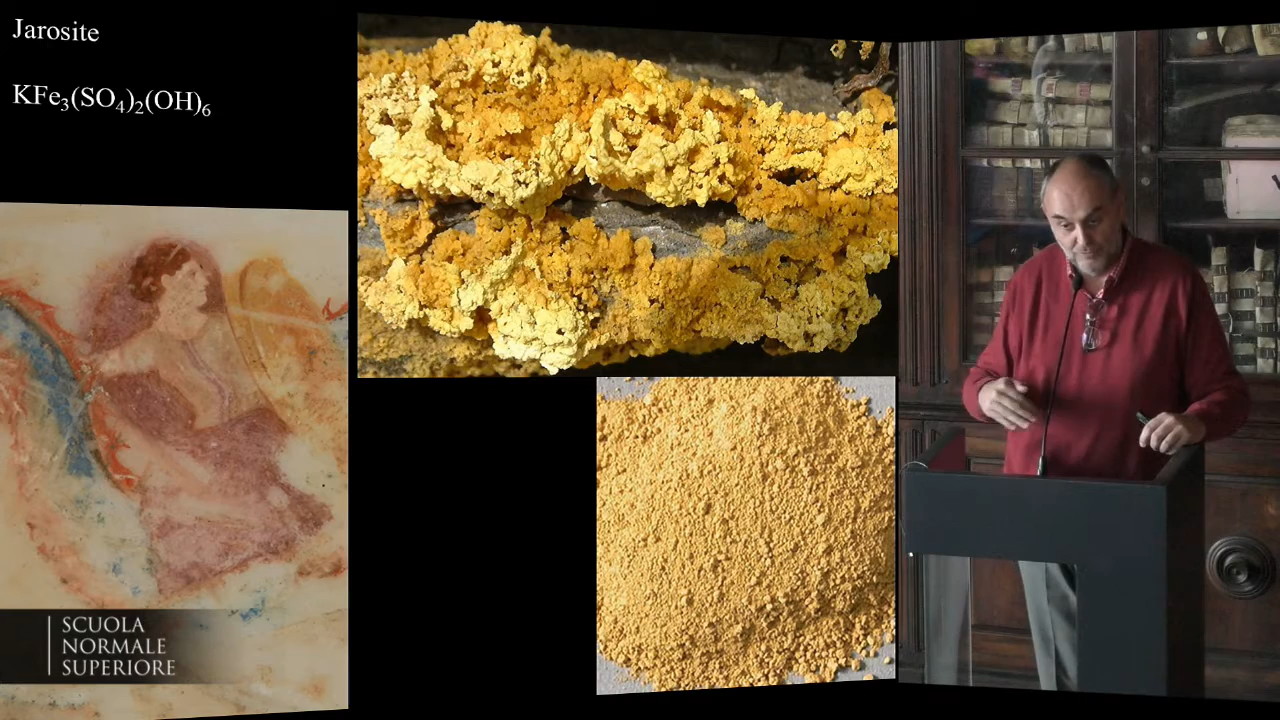 Jarosite
KFe₃(SO₄)₂(OH)₆
SCUOLA
NORMALE
SUPERIORE